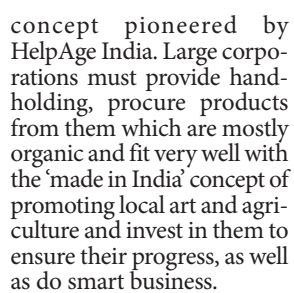 concept pioneered by
HelpAge India. Large corpo-
rations must provide hand-
holding, procure products
from them which are mostly
organic and fit very well with
the ‘made in India’ concept of
promoting local art and agri-
culture and invest in them to
ensure their progress, as well
as do smart business.